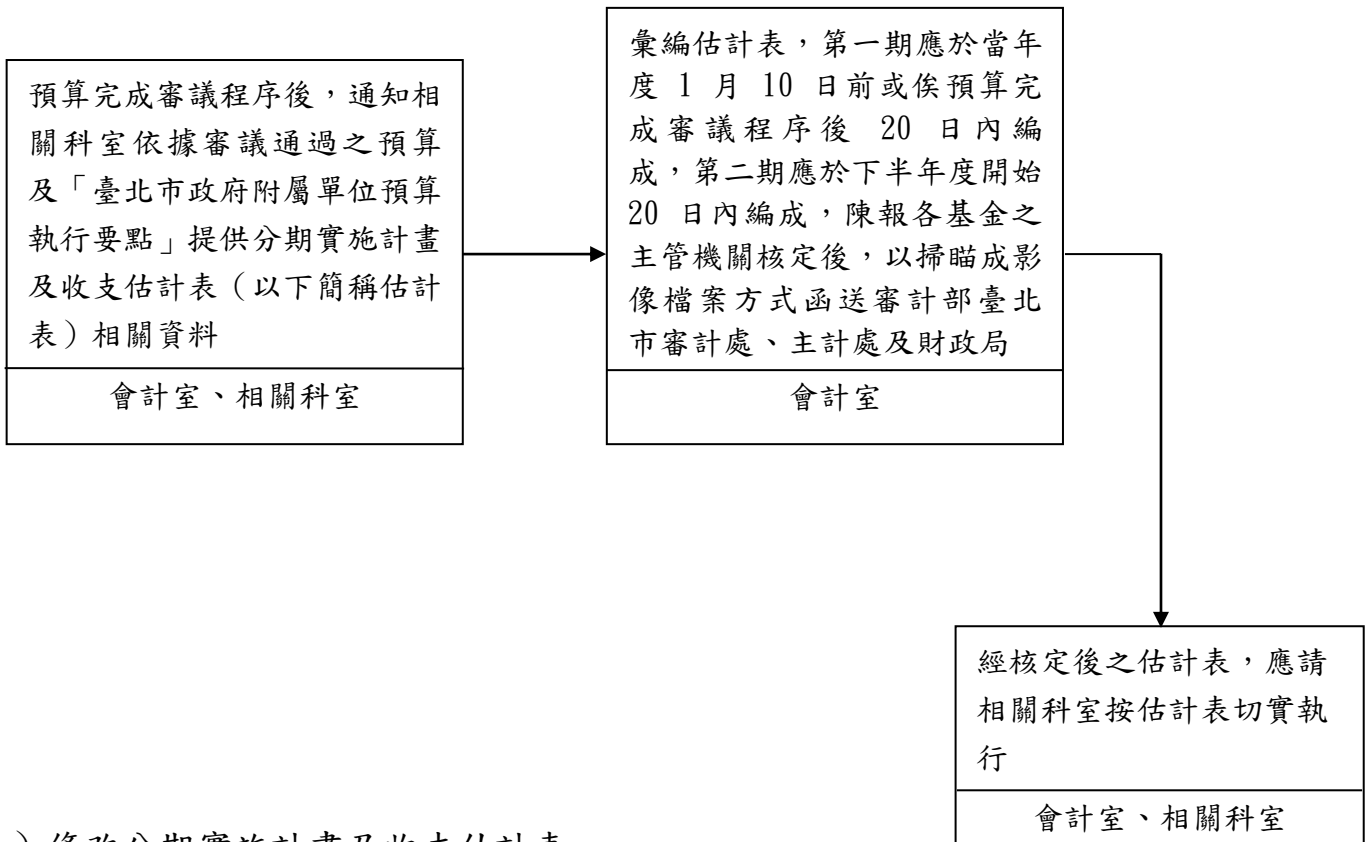 預算完成審議程序後，通知相
關科室依據審議通過之預算
及「臺北市政府附屬單位預算
執行要點」提供分期實施計畫
及收支估計表（以下簡稱估計
表）相關資料
會計室、相關科室
彙編估計表，第一期應於當年
度 1 月 10 日前或俟預算完
成審議程序後 20 日內編
成，第二期應於下半年度開始
20 日內編成，陳報各基金之
主管機關核定後，以掃瞄成影
像檔案方式函送審計部臺北
市審計處、主計處及財政局
會計室
經核定後之估計表，應請
相關科室按估計表切實執
行
會計室、相關科室